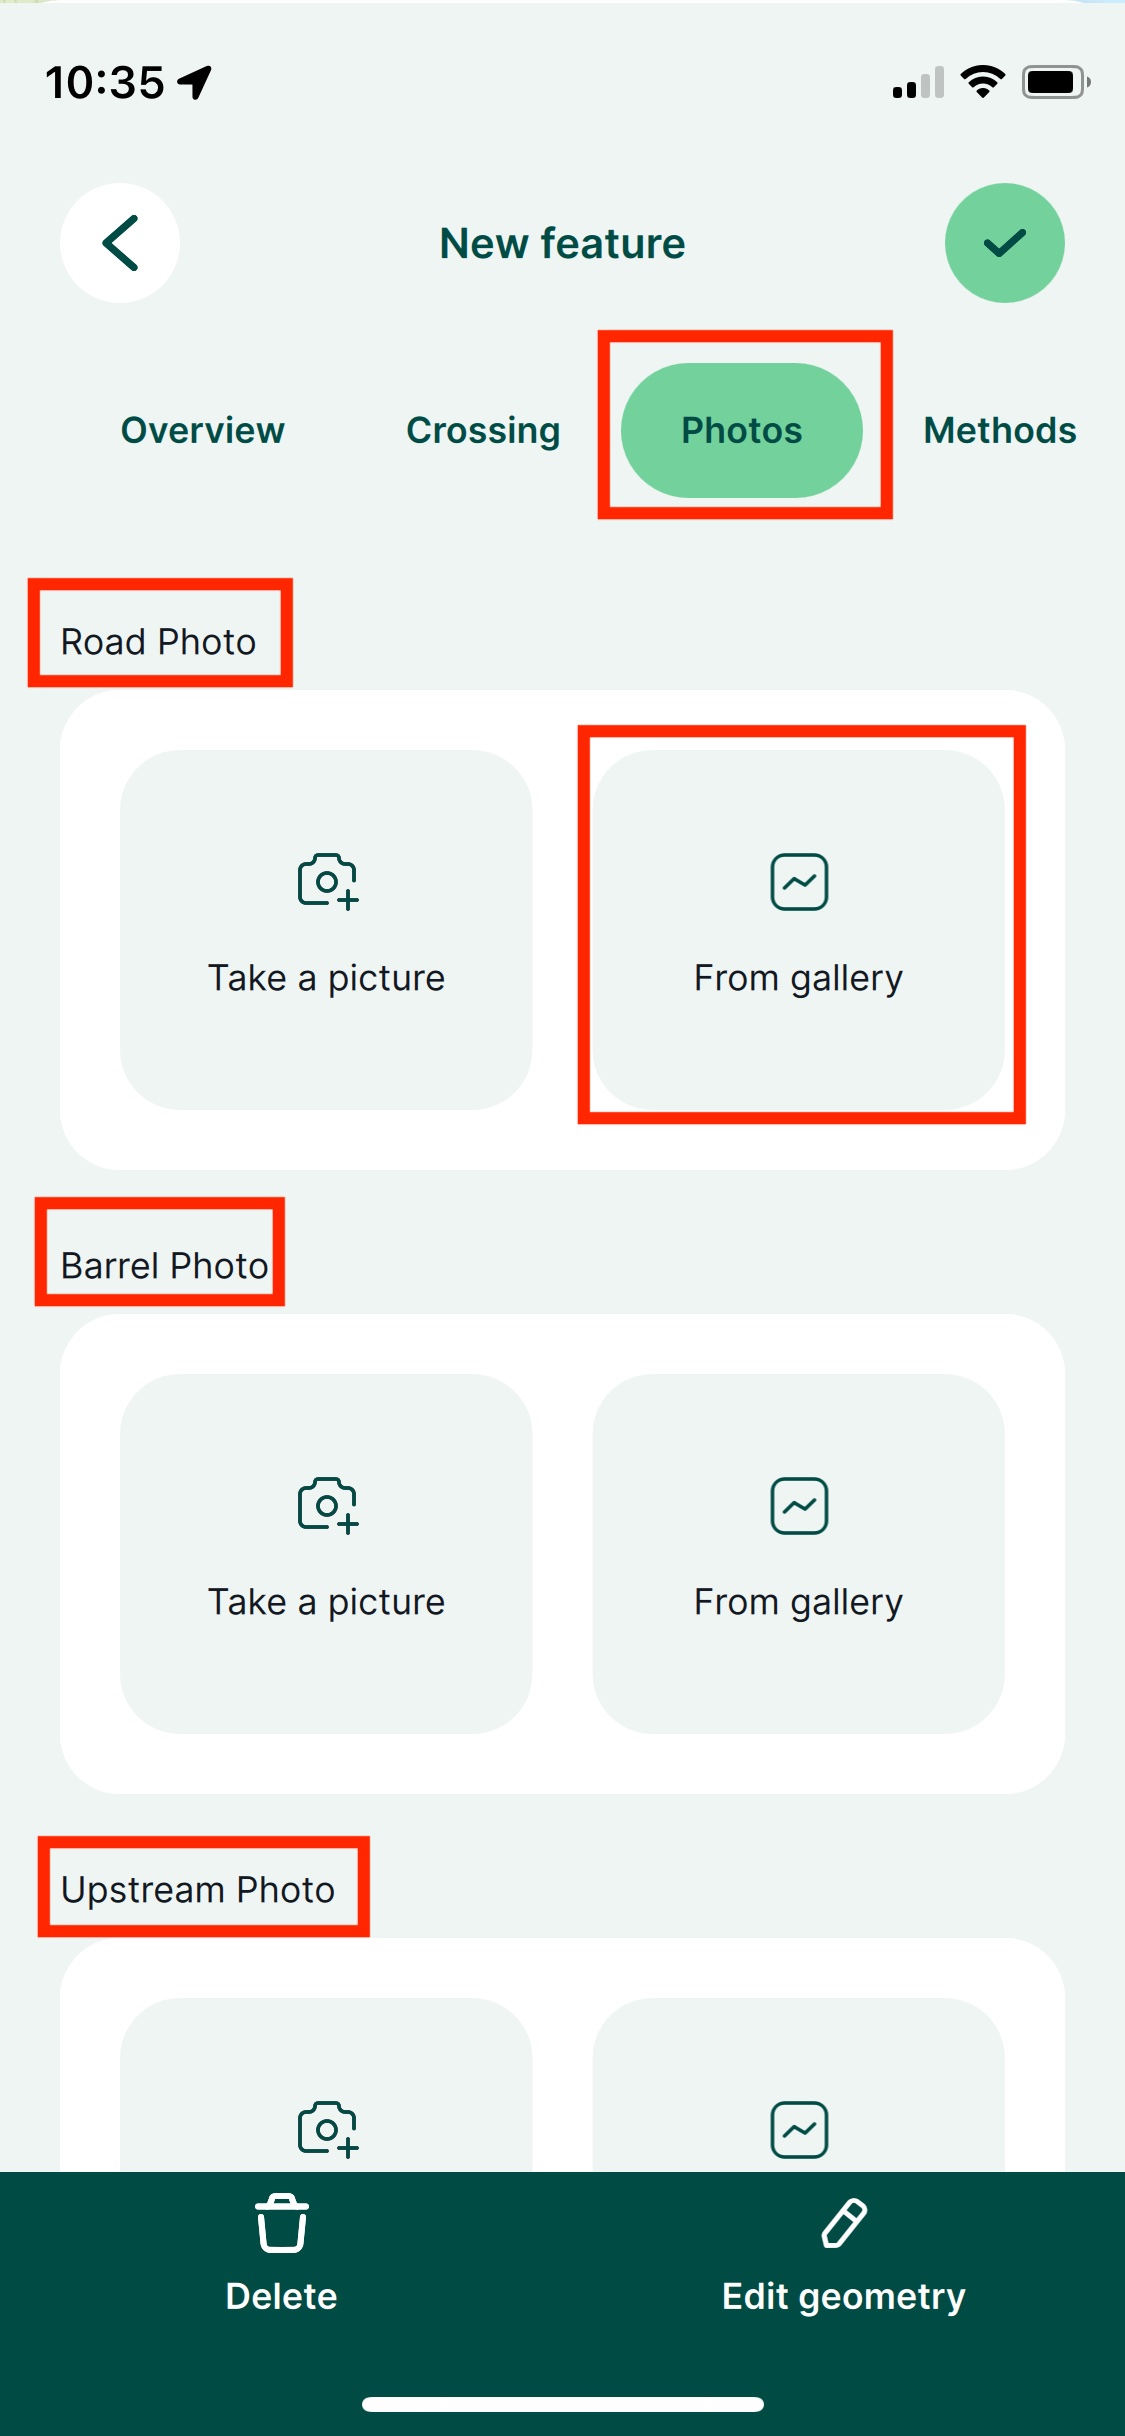 10:35
New feature
Overview Crossing Photos Methods
Road Photo
Take a picture From gallery
Barrel Photo
Take a picture From gallery
Upstream Photo
Delete Edit geometry